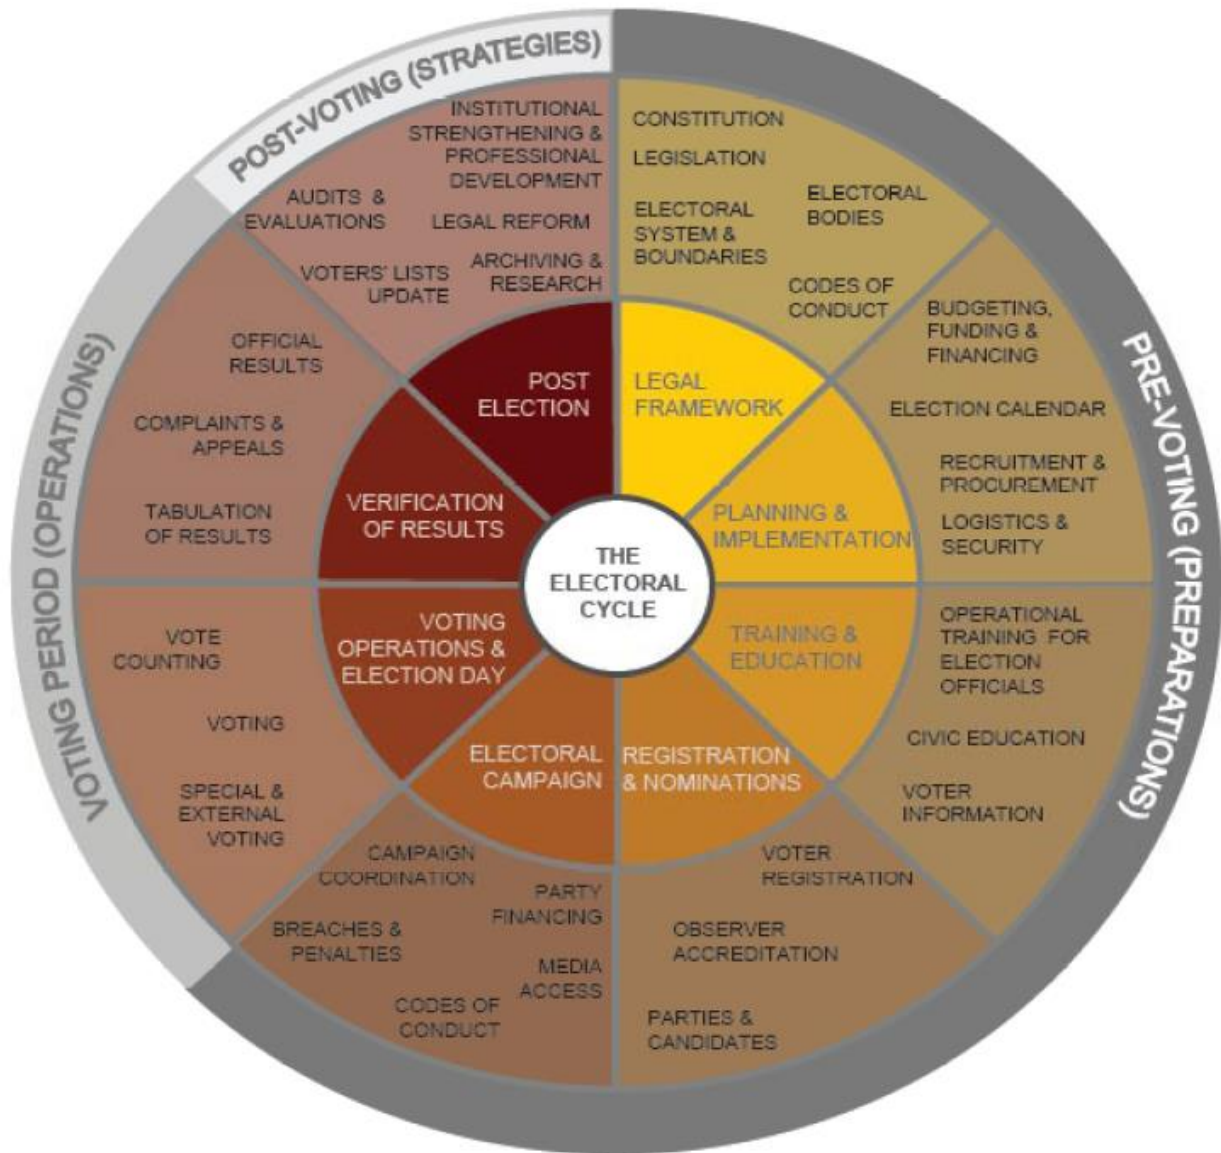 POST-VOTING (STRATEGIES)
PRE-VOTING (PREPARATIONS)
VOTING PERIOD (OPERATIONS)
THE
ELECTORAL
CYCLE
LEGAL
FRAMEWORK
CONSTITUTION
LEGISLATION
ELECTORAL
SYSTEM &
BOUNDARIES
ELECTORAL
BODIES
CODES OF
CONDUCT
PLANNING &
IMPLEMENTATION
BUDGETING,
FUNDING &
FINANCING
ELECTION CALENDAR
RECRUITMENT &
PROCUREMENT
LOGISTICS &
SECURITY
TRAINING &
EDUCATION
OPERATIONAL
TRAINING FOR
ELECTION
OFFICIALS
CIVIC EDUCATION
VOTER
INFORMATION
REGISTRATION
& NOMINATIONS
VOTER
REGISTRATION
OBSERVER
ACCREDITATION
PARTIES &
CANDIDATES
ELECTORAL
CAMPAIGN
CAMPAIGN
COORDINATION
PARTY
FINANCING
BREACHES &
PENALTIES
MEDIA
ACCESS
CODES OF
CONDUCT
VOTING
OPERATIONS &
ELECTION DAY
VOTE
COUNTING
VOTING
SPECIAL &
EXTERNAL
VOTING
VERIFICATION
OF RESULTS
OFFICIAL
RESULTS
COMPLAINTS &
APPEALS
TABULATION
OF RESULTS
POST
ELECTION
INSTITUTIONAL
STRENGTHENING &
PROFESSIONAL
DEVELOPMENT
AUDITS &
EVALUATIONS
LEGAL REFORM
VOTERS' LISTS
UPDATE
ARCHIVING &
RESEARCH